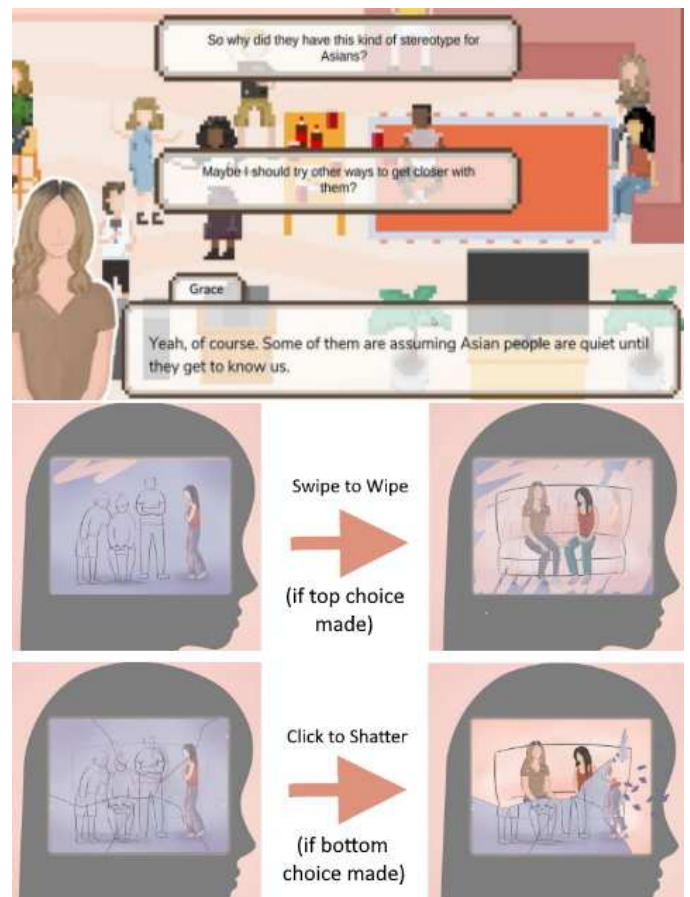 So why did they have this kind of stereotype for
Asians?
Maybe I should try other ways to get closer with
them?
Grace
Yeah, of course. Some of them are assuming Asian people are quiet until
they get to know us.
Swipe to Wipe
(if top choice
made)
Click to Shatter
(if bottom
choice made)